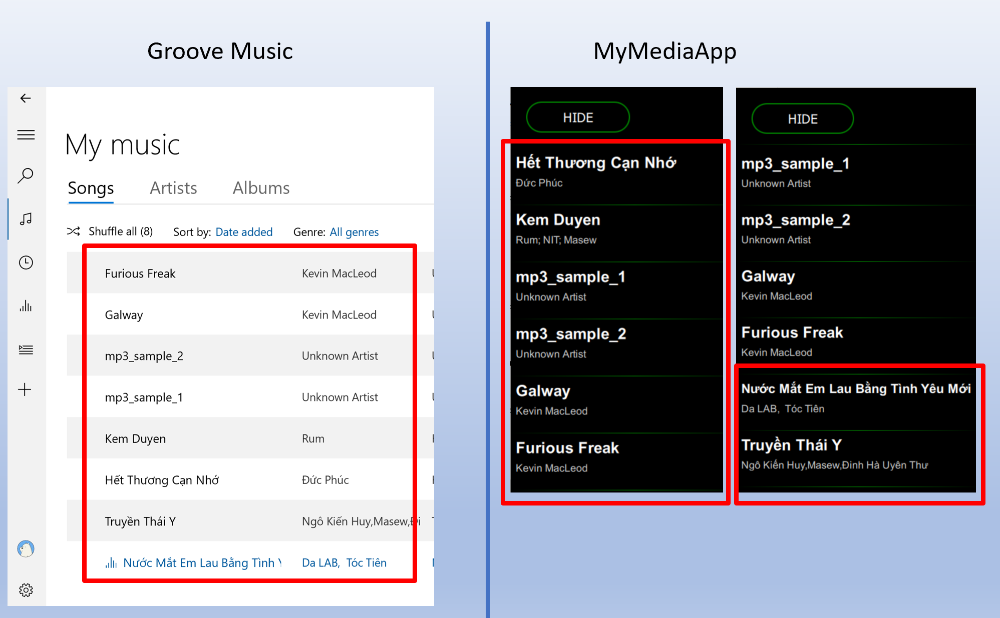 Groove Music
My music
Songs Artists Albums
Shuffle all (8) Sort by: Date added Genre: All genres
Furious Freak Kevin MacLeod
Galway Kevin MacLeod
mp3_sample_2 Unknown Artist
mp3_sample_1 Unknown Artist
Kem Duyen Rum
Hết Thương Cạn Nhớ Đức Phúc
Truyền Thái Y Ngô Kiến Huy,Masew,Đi
Nước Mắt Em Lau Bằng Tình Da LAB, Tóc Tiên
MyMediaApp
HIDE
Hết Thương Cạn Nhớ
Đức Phúc
Kem Duyen
Rum; NIT; Masew
mp3_sample_1
Unknown Artist
mp3_sample_2
Unknown Artist
Galway
Kevin MacLeod
Furious Freak
Kevin MacLeod
HIDE
mp3_sample_1
Unknown Artist
mp3_sample_2
Unknown Artist
Galway
Kevin MacLeod
Furious Freak
Kevin MacLeod
Nước Mắt Em Lau Bằng Tình Yêu Mới
Da LAB, Tóc Tiên
Truyền Thái Y
Ngô Kiến Huy,Masew,Đinh Hà Uyên Thư